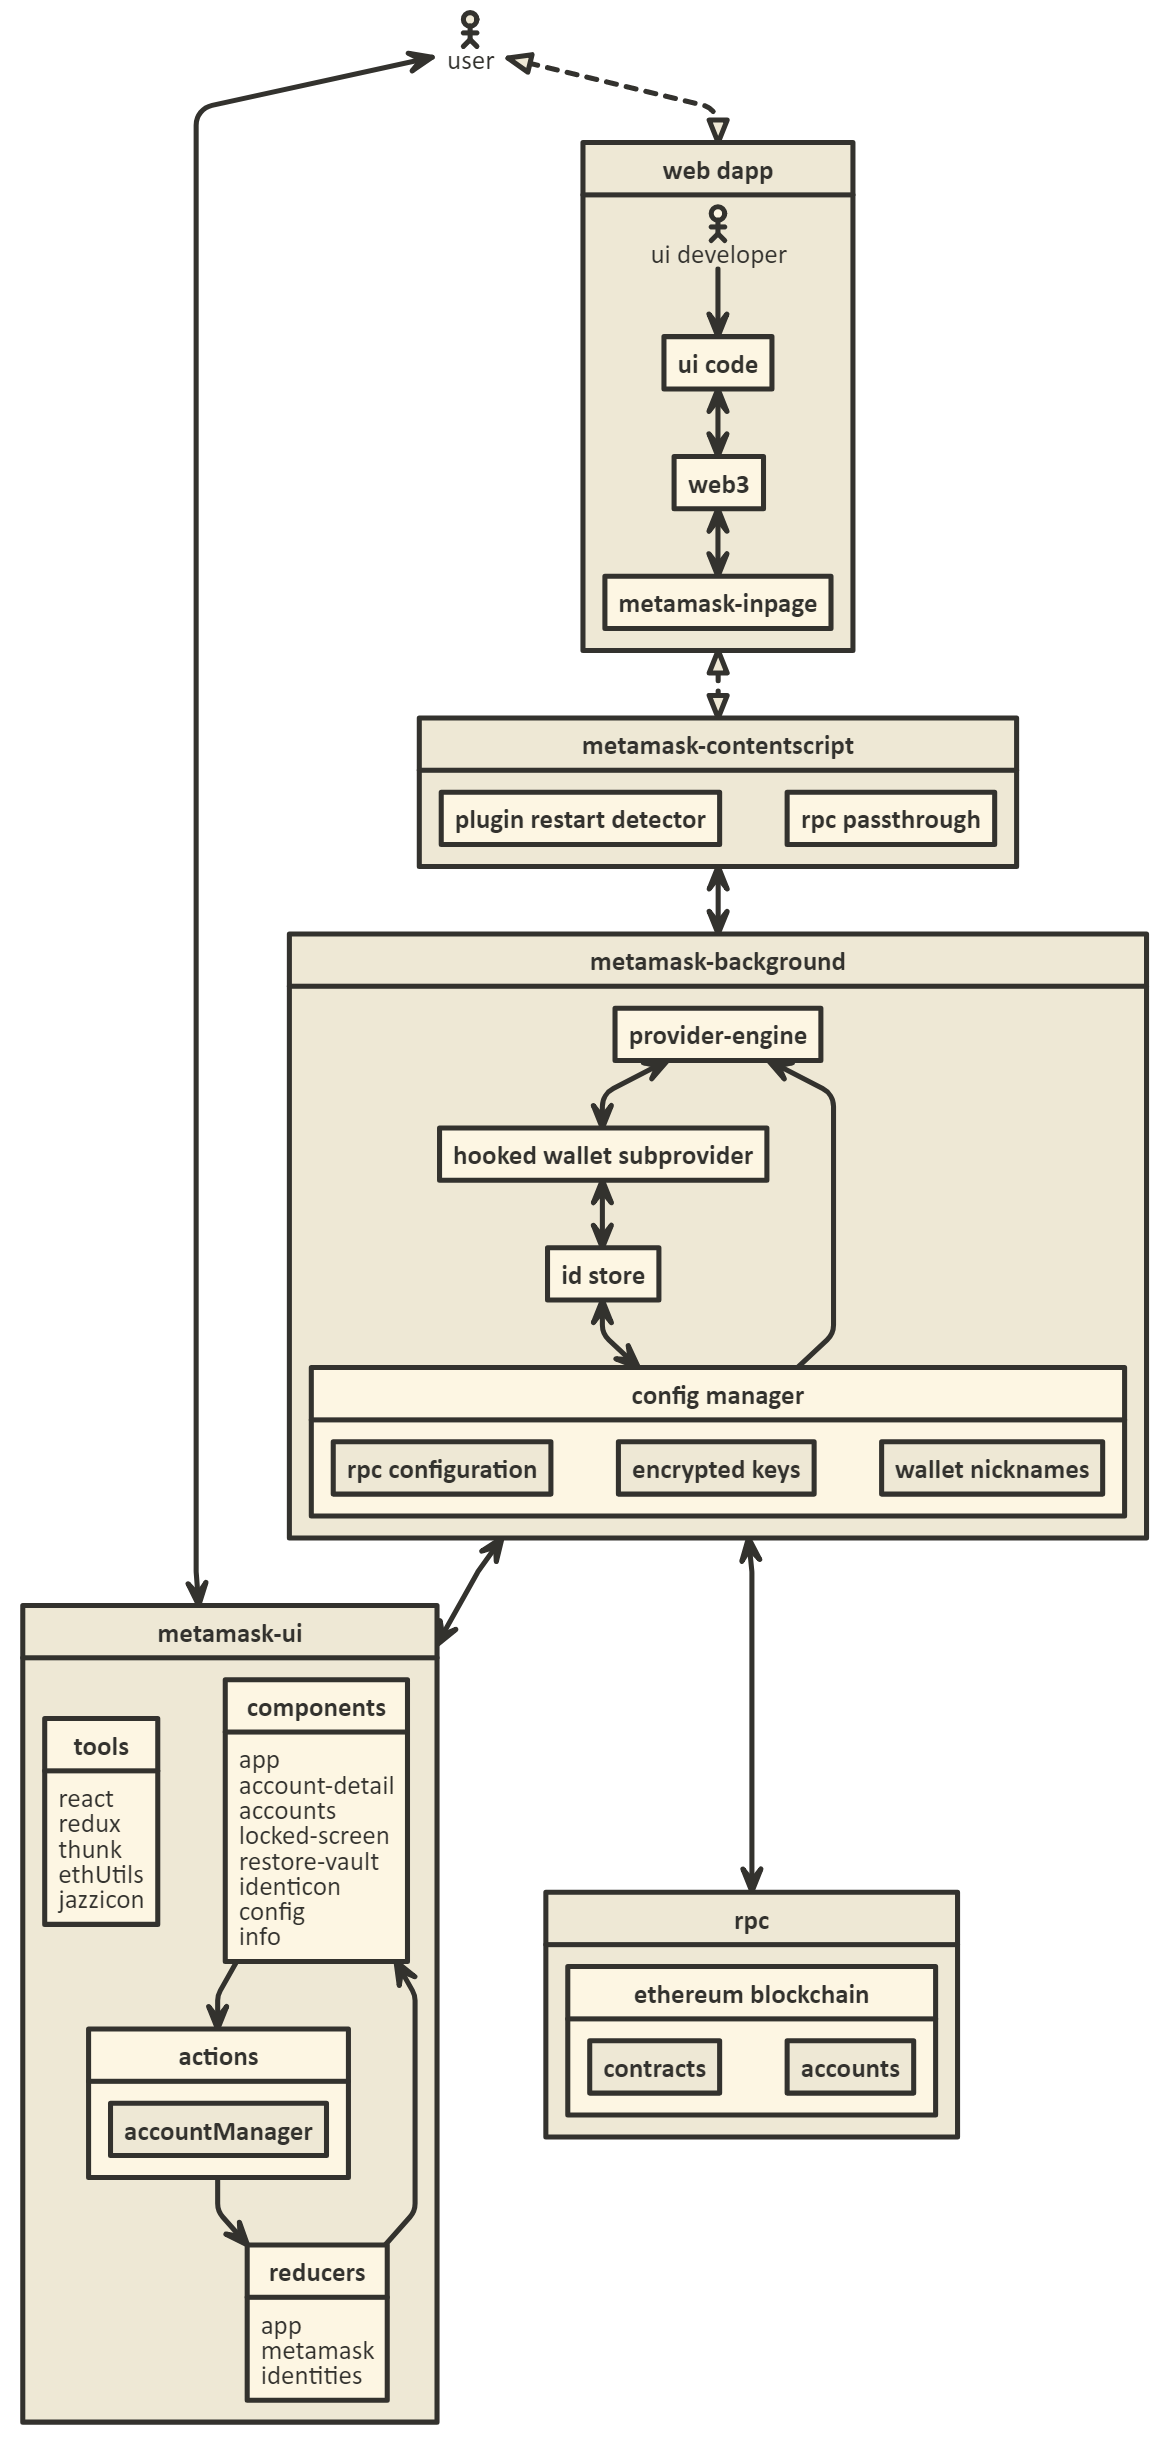 user
web dapp
ui developer
ui code
web3
metamask-inpage
metamask-contentscript
plugin restart detector
rpc passthrough
metamask-background
provider-engine
hooked wallet subprovider
id store
config manager
rpc configuration
encrypted keys
wallet nicknames
metamask-ui
tools
react
redux
thunk
ethUtils
jazzicon
components
app
account-detail
accounts
locked-screen
restore-vault
identicon
config
info
actions
accountManager
reducers
app
metamask
identities
rpc
ethereum blockchain
contracts
accounts